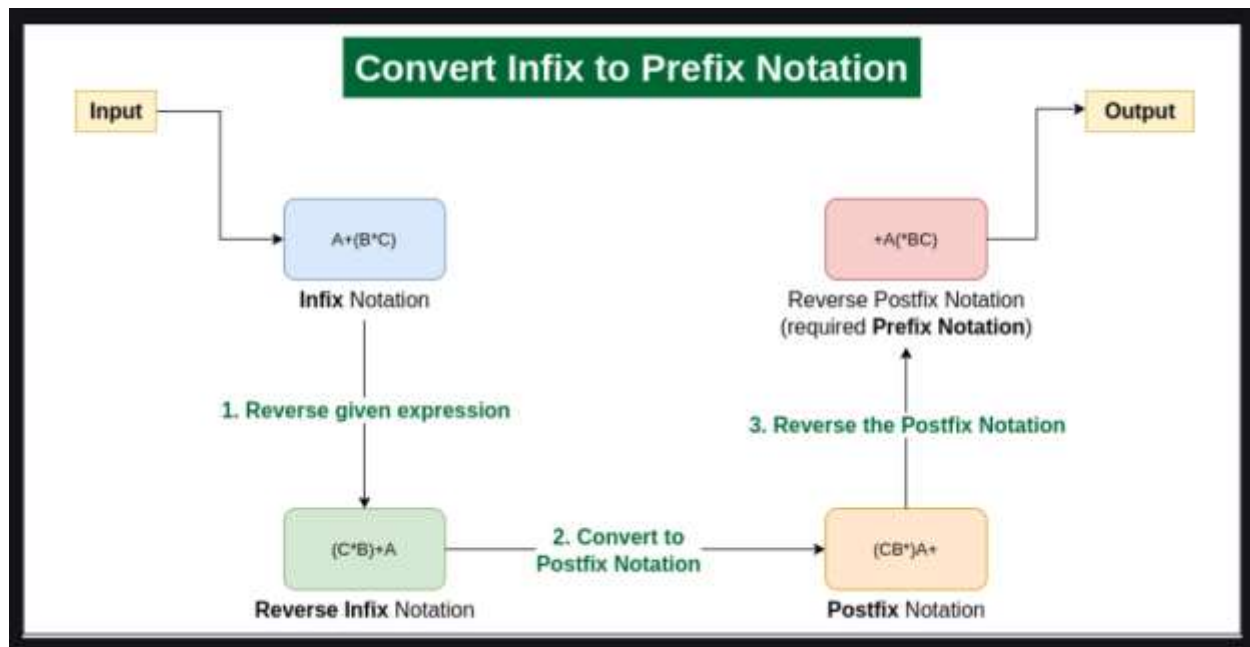 Convert Infix to Prefix Notation
Input
Output
A+(B*C)
Infix Notation
1. Reverse given expression
(C*B)+A
Reverse Infix Notation
2. Convert to
Postfix Notation
(CB*)A+
Postfix Notation
3. Reverse the Postfix Notation
+A(*BC)
Reverse Postfix Notation
(required Prefix Notation)